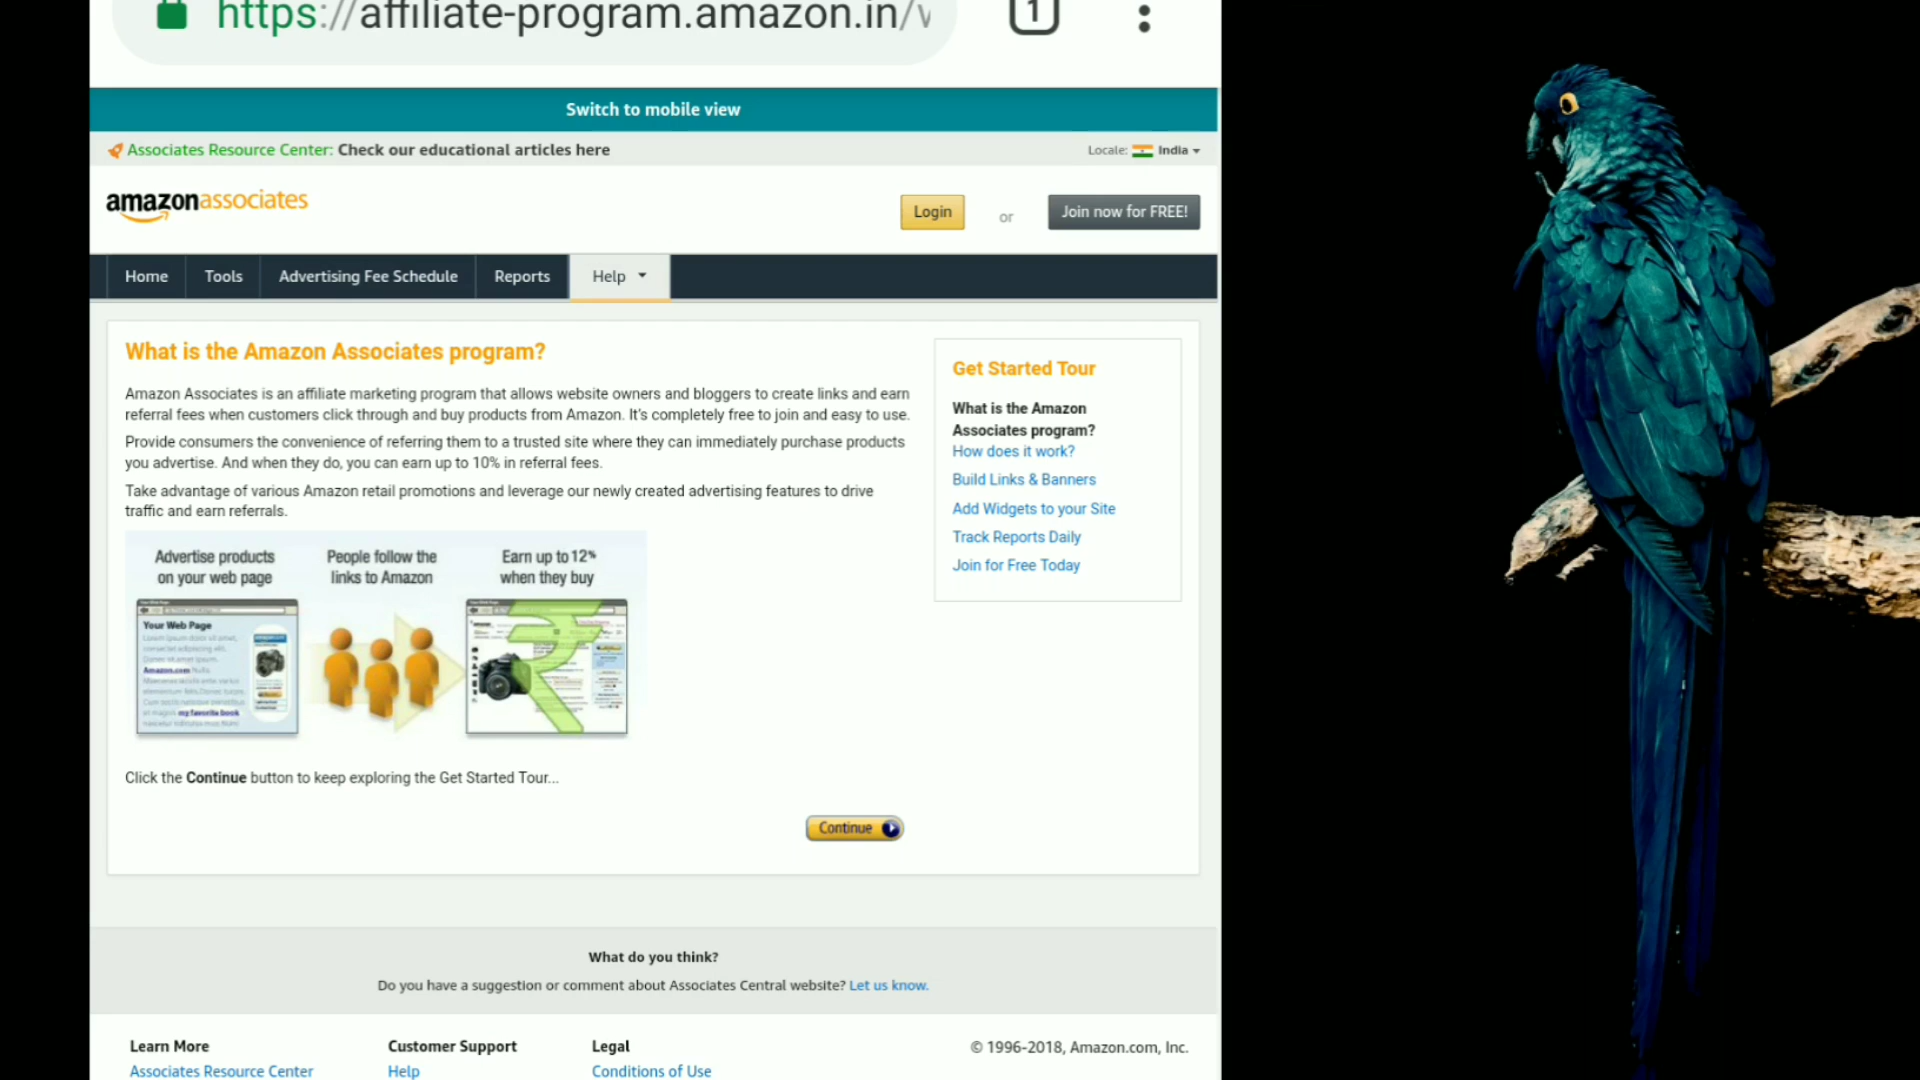 https://affiliate-program.amazon.in/
1
Switch to mobile view
Associates Resource Center: Check our educational articles here
Locale: India
amazonassociates
Login or Join now for FREE!
Home Tools Advertising Fee Schedule Reports Help
What is the Amazon Associates program?
Amazon Associates is an affiliate marketing program that allows website owners and bloggers to create links and earn
referral fees when customers click through and buy products from Amazon. It's completely free to join and easy to use.
Provide consumers the convenience of referring them to a trusted site where they can immediately purchase products
you advertise. And when they do, you can earn up to 10% in referral fees.
Take advantage of various Amazon retail promotions and leverage our newly created advertising features to drive
traffic and earn referrals.
Advertise products
on your web page
People follow the
links to Amazon
Earn up to 12%
when they buy
Your Web Page
Amazon.com
my favorite book
Click the Continue button to keep exploring the Get Started Tour...
Continue
Get Started Tour
What is the Amazon
Associates program?
How does it work?
Build Links & Banners
Add Widgets to your Site
Track Reports Daily
Join for Free Today
What do you think?
Do you have a suggestion or comment about Associates Central website? Let us know.
Learn More
Associates Resource Center
Customer Support
Help
Legal
Conditions of Use
© 1996-2018, Amazon.com, Inc.